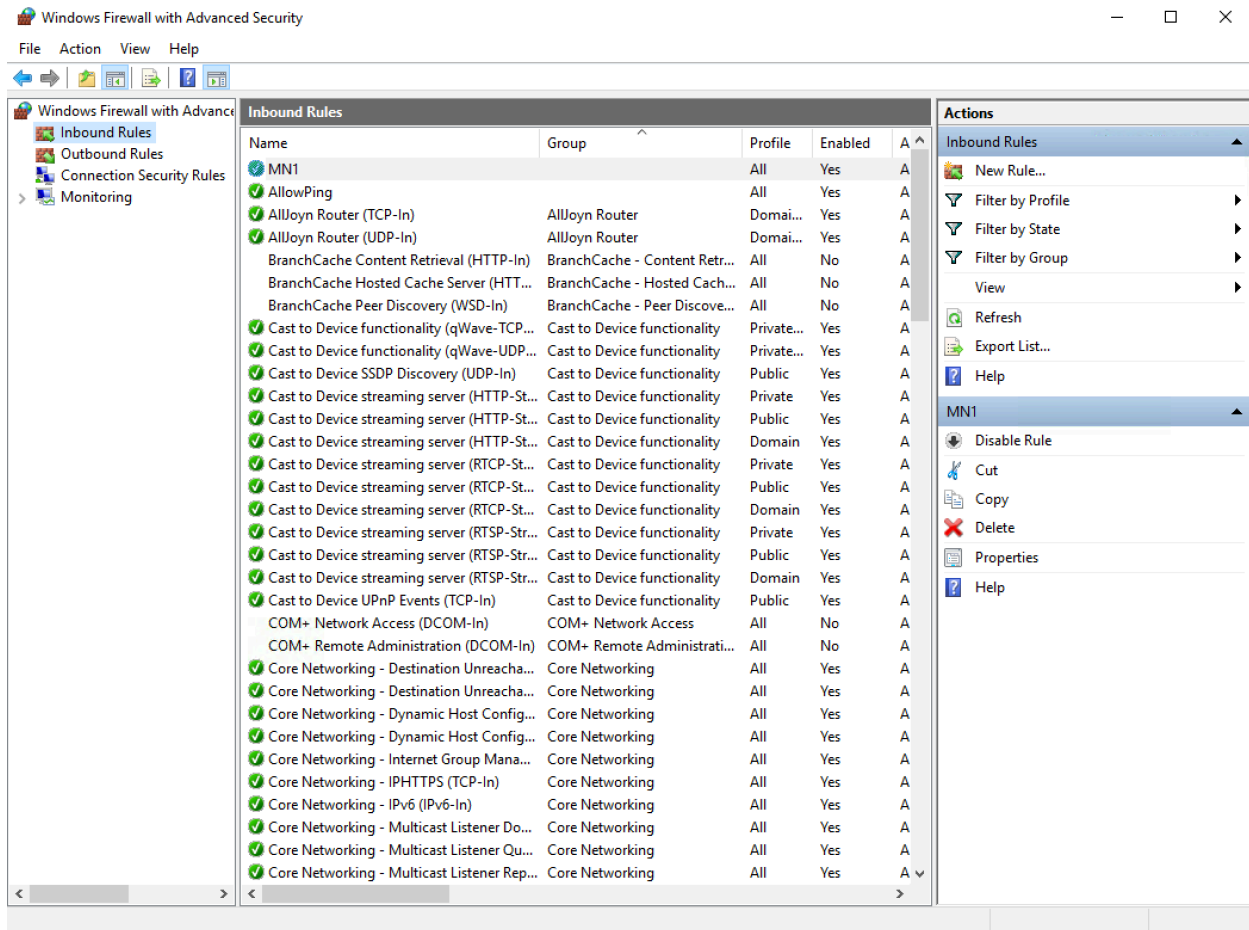 Windows Firewall with Advanced Security
File Action View Help
Windows Firewall with Advance
Inbound Rules
Outbound Rules
Connection Security Rules
Monitoring
Inbound Rules
Name Group Profile Enabled A
MN1 All Yes A
AllowPing All Yes A
AllJoyn Router (TCP-In) AllJoyn Router Domai... Yes A
AllJoyn Router (UDP-In) AllJoyn Router Domai... Yes A
BranchCache Content Retrieval (HTTP-In) BranchCache - Content Retr... All No A
BranchCache Hosted Cache Server (HTT... BranchCache - Hosted Cach... All No A
BranchCache Peer Discovery (WSD-In) BranchCache - Peer Discove... All No A
Cast to Device functionality (qWave-TCP... Cast to Device functionality Private... Yes A
Cast to Device functionality (qWave-UDP... Cast to Device functionality Private... Yes A
Cast to Device SSDP Discovery (UDP-In) Cast to Device functionality Public Yes A
Cast to Device streaming server (HTTP-St... Cast to Device functionality Private Yes A
Cast to Device streaming server (HTTP-St... Cast to Device functionality Public Yes A
Cast to Device streaming server (HTTP-St... Cast to Device functionality Domain Yes A
Cast to Device streaming server (RTCP-St... Cast to Device functionality Private Yes A
Cast to Device streaming server (RTCP-St... Cast to Device functionality Public Yes A
Cast to Device streaming server (RTCP-St... Cast to Device functionality Domain Yes A
Cast to Device streaming server (RTSP-Str... Cast to Device functionality Private Yes A
Cast to Device streaming server (RTSP-Str... Cast to Device functionality Public Yes A
Cast to Device streaming server (RTSP-Str... Cast to Device functionality Domain Yes A
Cast to Device UPnP Events (TCP-In) Cast to Device functionality Public Yes A
COM+ Network Access (DCOM-In) COM+ Network Access All No A
COM+ Remote Administration (DCOM-In) COM+ Remote Administrati... All No A
Core Networking - Destination Unreacha... Core Networking All Yes A
Core Networking - Destination Unreacha... Core Networking All Yes A
Core Networking - Dynamic Host Config... Core Networking All Yes A
Core Networking - Dynamic Host Config... Core Networking All Yes A
Core Networking - Internet Group Mana... Core Networking All Yes A
Core Networking - IPHTTPS (TCP-In) Core Networking All Yes A
Core Networking - IPv6 (IPv6-In) Core Networking All Yes A
Core Networking - Multicast Listener Do... Core Networking All Yes A
Core Networking - Multicast Listener Qu... Core Networking All Yes A
Core Networking - Multicast Listener Rep... Core Networking All Yes A
Actions
Inbound Rules
New Rule...
Filter by Profile
Filter by State
Filter by Group
View
Refresh
Export List...
Help
MN1
Disable Rule
Cut
Copy
Delete
Properties
Help